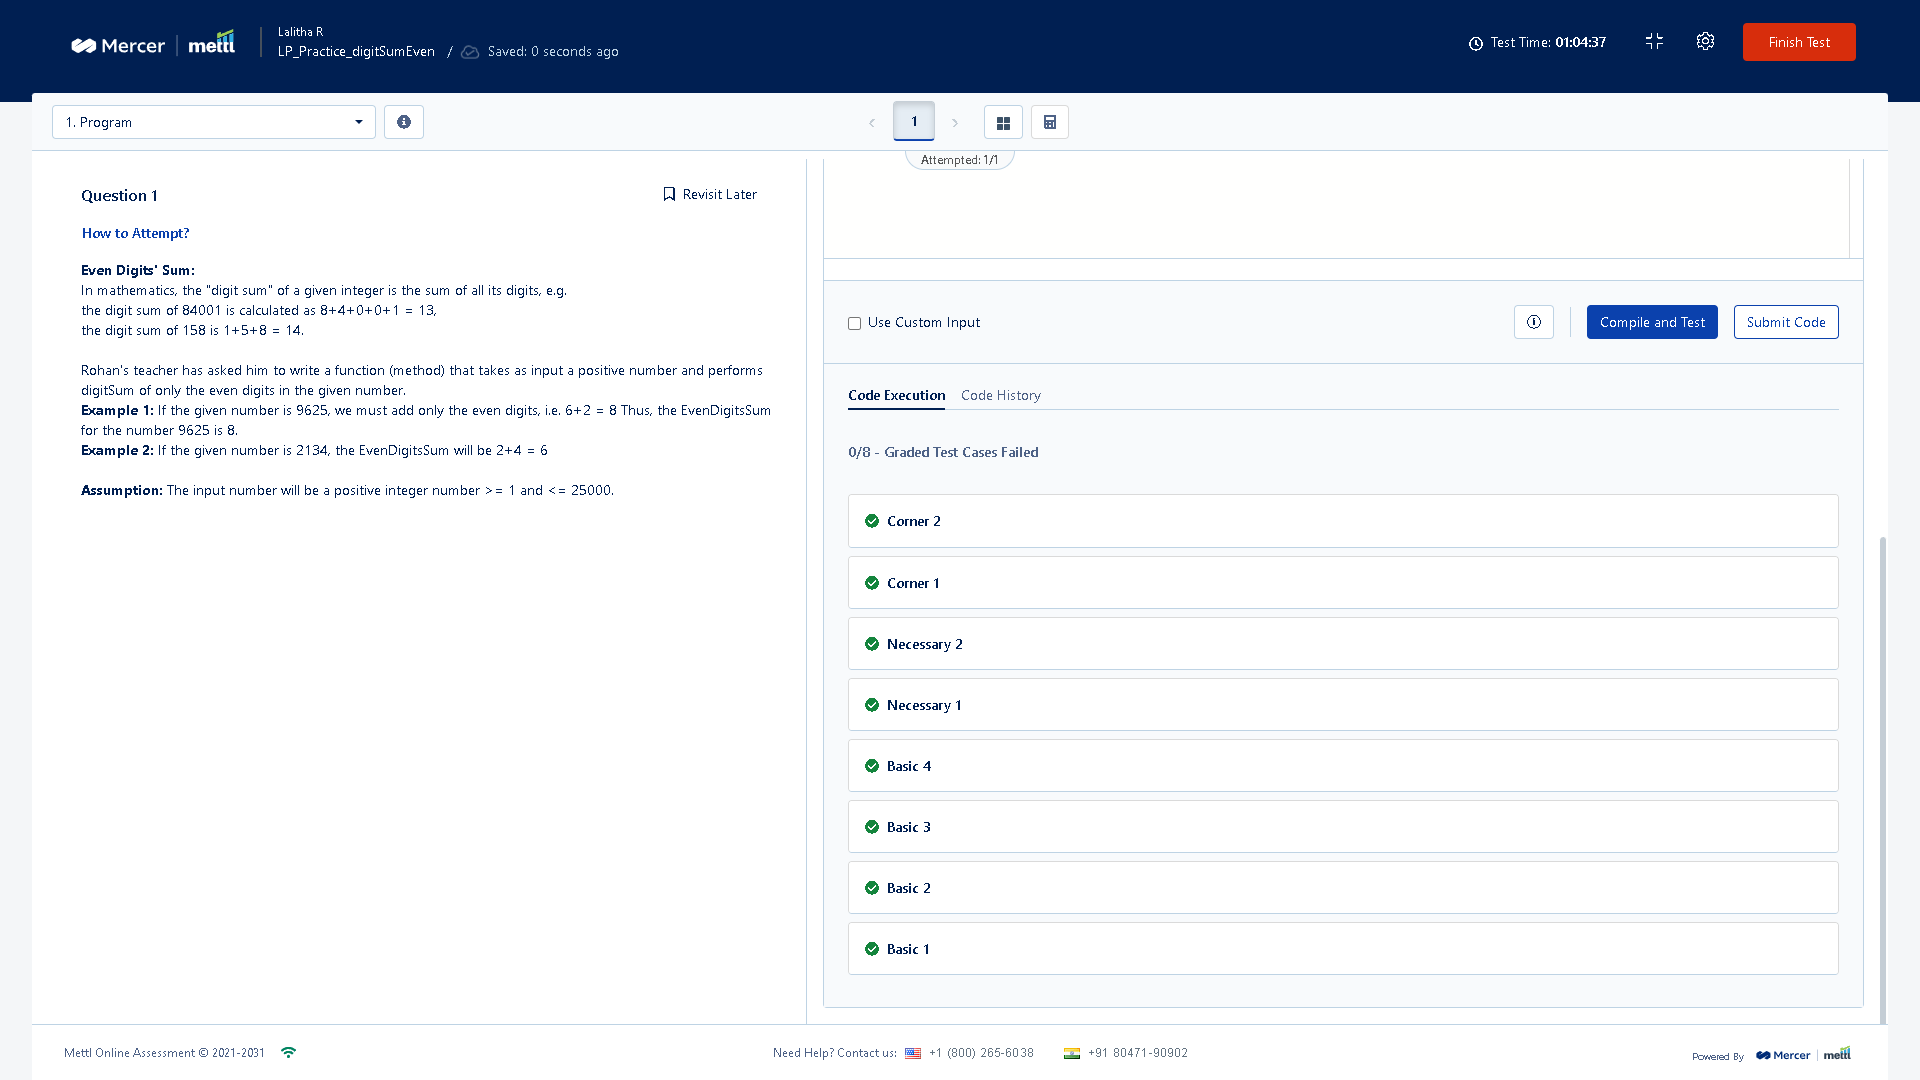 Mercer | mettl
Lalitha R
LP_Practice_digitSumEven / Saved: 0 seconds ago
Test Time: 01:04:37
Finish Test
1. Program
1
Attempted: 1/1
Question 1
Revisit Later
How to Attempt?
Even Digits' Sum:
In mathematics, the "digit sum" of a given integer is the sum of all its digits, e.g.
the digit sum of 84001 is calculated as 8+4+0+0+1 = 13,
the digit sum of 158 is 1+5+8 = 14.
Rohan's teacher has asked him to write a function (method) that takes as input a positive number and performs
digitSum of only the even digits in the given number.
Example 1: If the given number is 9625, we must add only the even digits, i.e. 6+2 = 8 Thus, the EvenDigitsSum
for the number 9625 is 8.
Example 2: If the given number is 2134, the EvenDigitsSum will be 2+4 = 6
Assumption: The input number will be a positive integer number >= 1 and <= 25000.
Use Custom Input
Compile and Test
Submit Code
Code Execution
Code History
0/8 - Graded Test Cases Failed
Corner 2
Corner 1
Necessary 2
Necessary 1
Basic 4
Basic 3
Basic 2
Basic 1
Mettl Online Assessment © 2021-2031
Need Help? Contact us: +1 (800) 265-6038 +91 80471-90902
Powered By Mercer | mettl